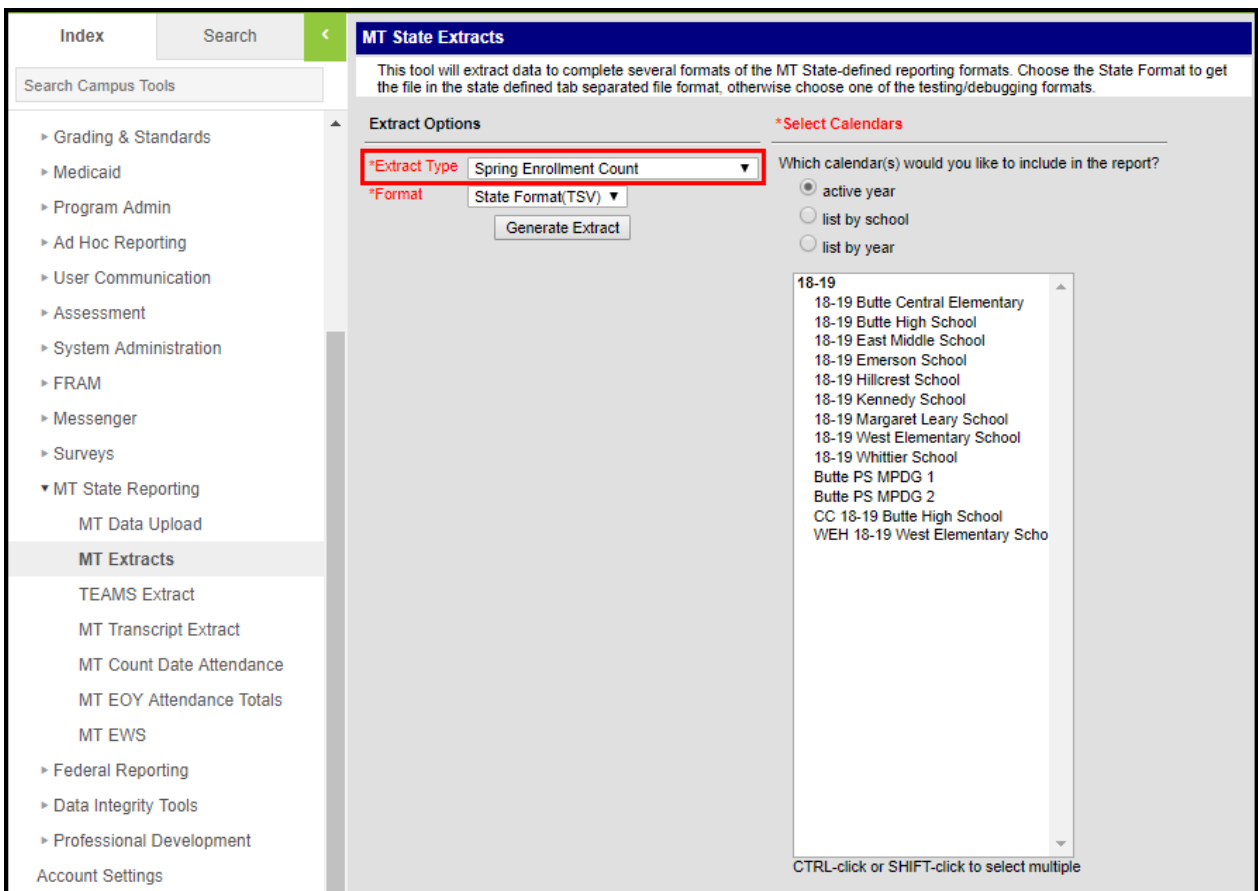 Index
Search
<
Search Campus Tools
Grading & Standards
Medicaid
Program Admin
Ad Hoc Reporting
User Communication
Assessment
System Administration
FRAM
Messenger
Surveys
MT State Reporting
MT Data Upload
MT Extracts
TEAMS Extract
MT Transcript Extract
MT Count Date Attendance
MT EOY Attendance Totals
MT EWS
Federal Reporting
Data Integrity Tools
Professional Development
Account Settings
MT State Extracts
This tool will extract data to complete several formats of the MT State-defined reporting formats. Choose the State Format to get
the file in the state defined tab separated file format, otherwise choose one of the testing/debugging formats.
Extract Options
*Extract Type Spring Enrollment Count
*Format State Format(TSV)
Generate Extract
*Select Calendars
Which calendar(s) would you like to include in the report?
active year
list by school
list by year
18-19
18-19 Butte Central Elementary
18-19 Butte High School
18-19 East Middle School
18-19 Emerson School
18-19 Hillcrest School
18-19 Kennedy School
18-19 Margaret Leary School
18-19 West Elementary School
18-19 Whittier School
Butte PS MPDG 1
Butte PS MPDG 2
CC 18-19 Butte High School
WEH 18-19 West Elementary Scho
CTRL-click or SHIFT-click to select multiple